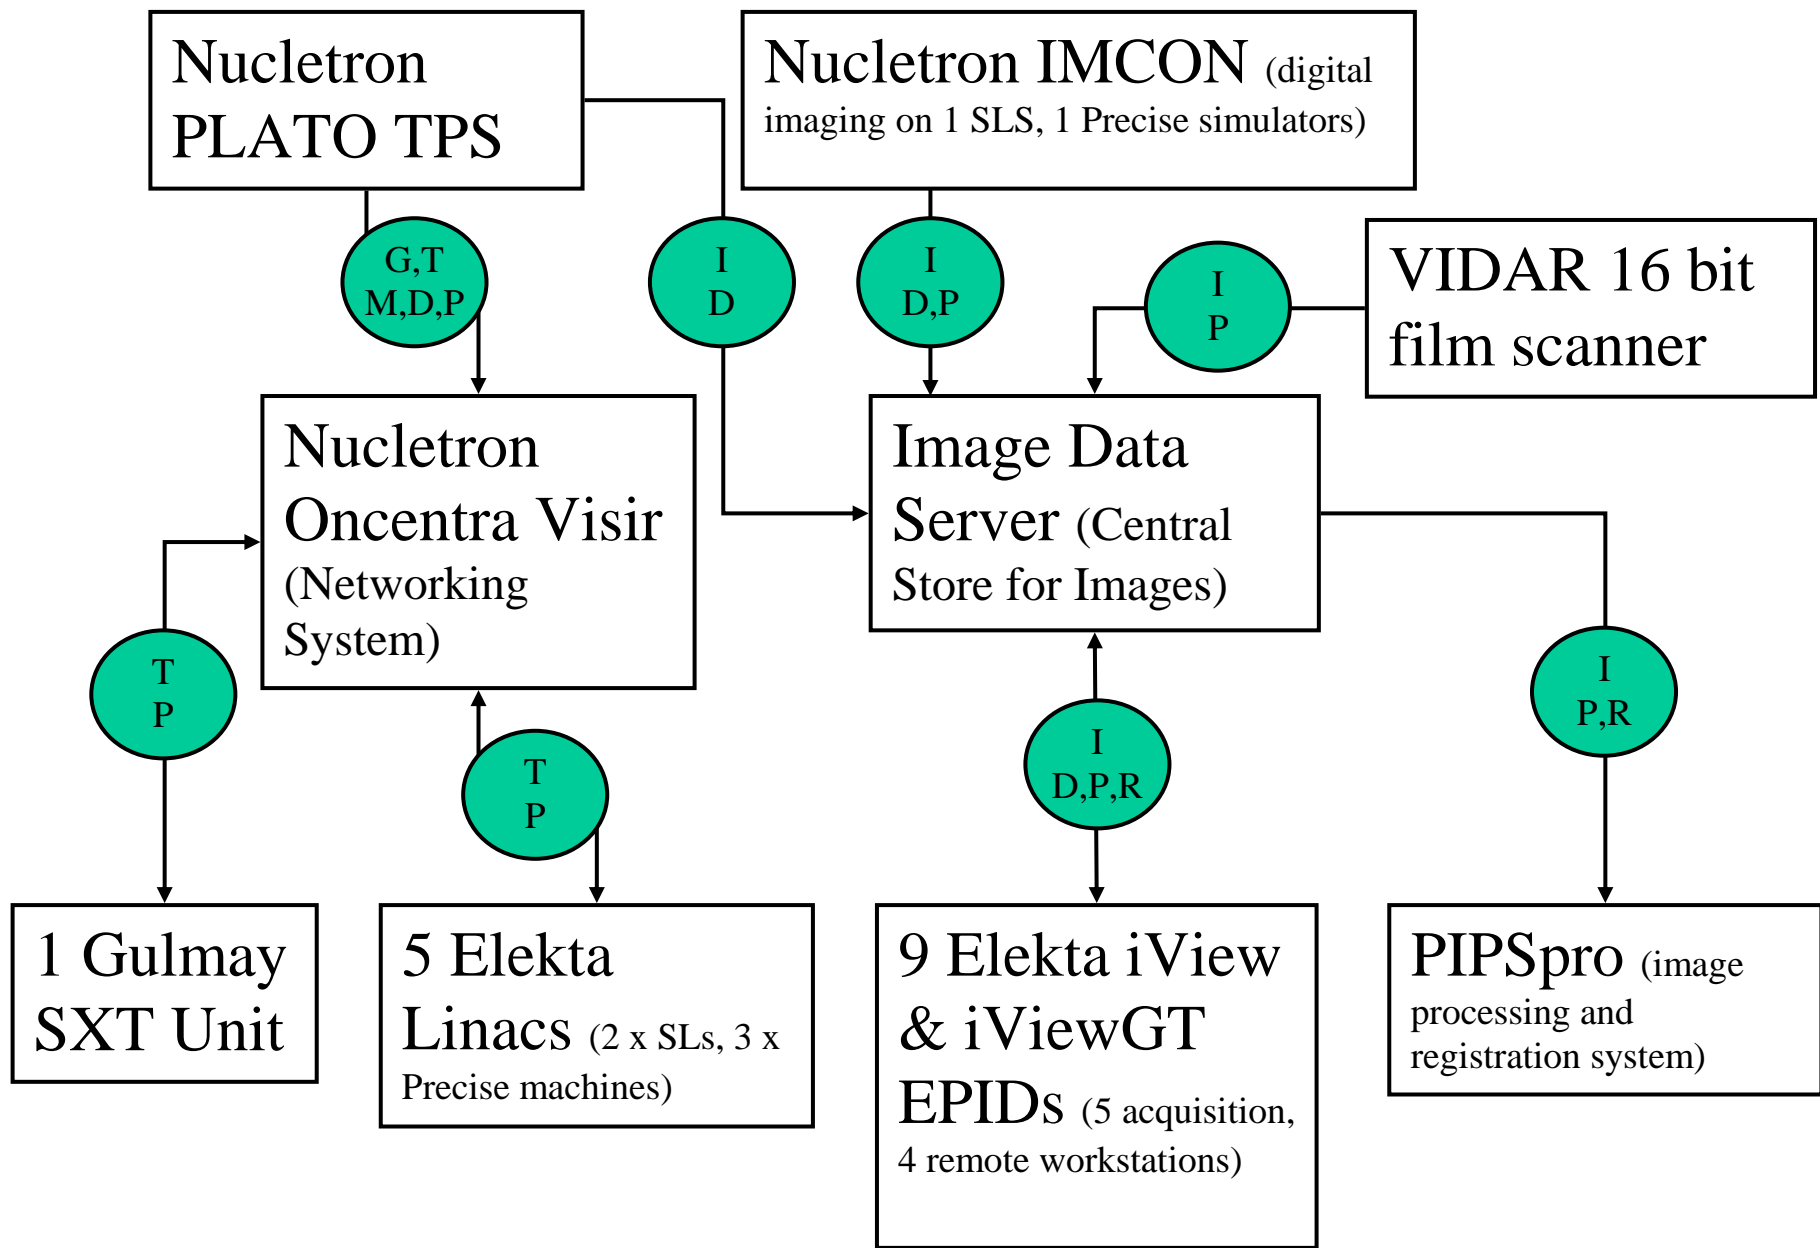 Nucletron
PLATO TPS
Nucletron IMCON (digital
imaging on 1 SLS, 1 Precise simulators)
G,T
M,D,P
I
D
I
D,P
I
P
VIDAR 16 bit
film scanner
Nucletron
Oncentra Visir
(Networking
System)
Image Data
Server (Central
Store for Images)
T
P
T
P
I
D,P,R
I
P,R
1 Gulmay
SXT Unit
5 Elekta
Linacs (2 x SLs, 3 x
Precise machines)
9 Elekta iView
& iViewGT
EPIDs (5 acquisition,
4 remote workstations)
PIPSpro (image
processing and
registration system)